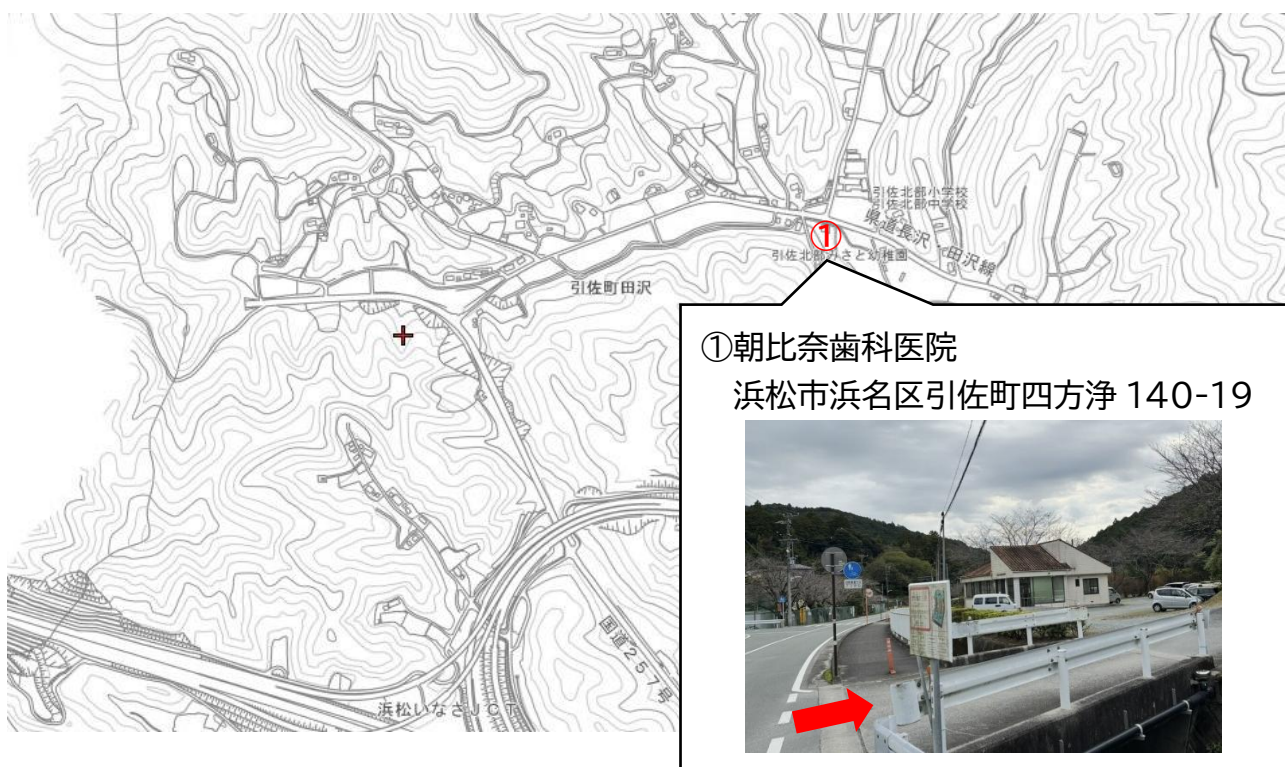 引佐北部小学校
引佐北部中学校
県道長沢・田沢線
①
引佐北部みさと幼稚園
引佐町田沢
①朝比奈歯科医院
浜松市浜名区引佐町四方浄 140-19
国道257号
浜松いなさJCT